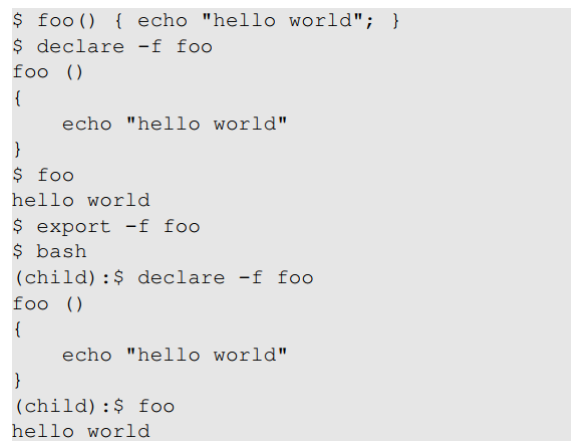 $ foo() { echo "hello world"; }
$ declare -f foo
foo ()
{
    echo "hello world"
}
$ foo
hello world
$ export -f foo
$ bash
(child):$ declare -f foo
foo ()
{
    echo "hello world"
}
(child):$ foo
hello world